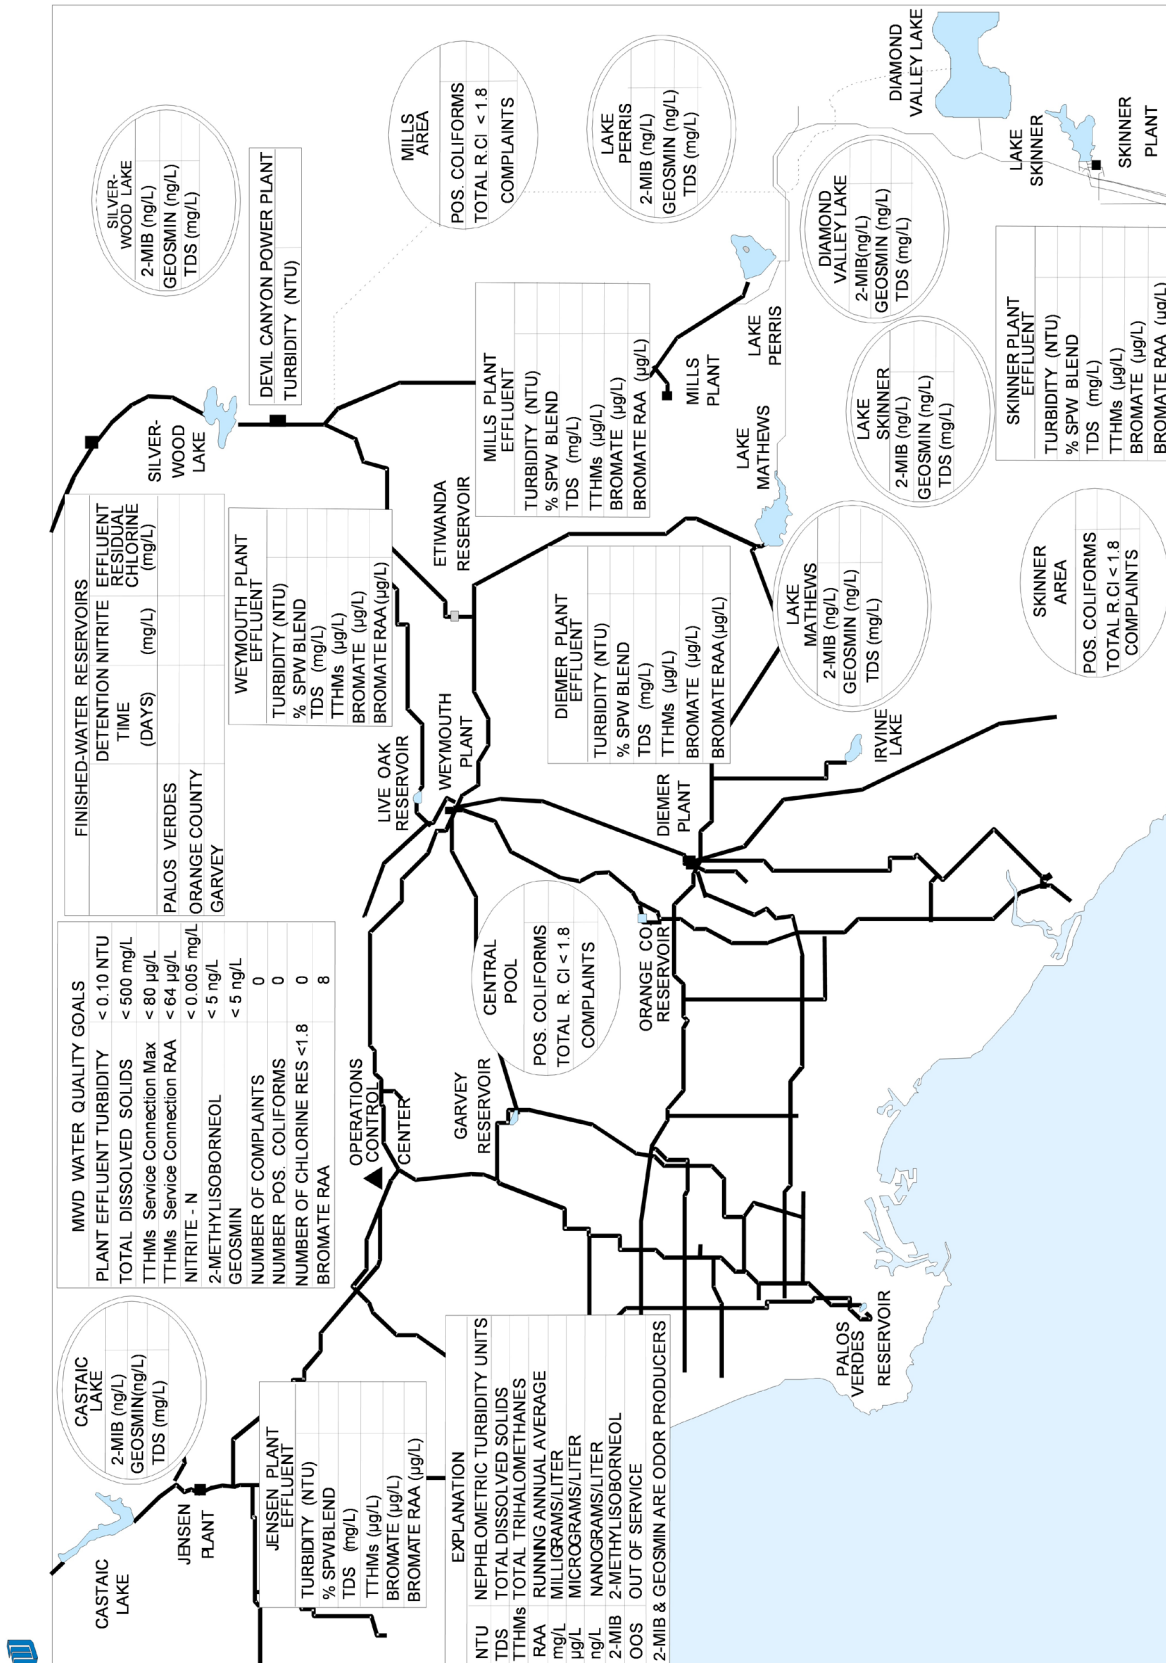 MWD WATER QUALITY GOALS
PLANT EFFLUENT TURBIDITY < 0.10 NTU
TOTAL DISSOLVED SOLIDS < 500 mg/L
TTHMs Service Connection Max < 80 µg/L
TTHMs Service Connection RAA < 64 µg/L
NITRITE - N < 0.005 mg/L
2-METHYLISOBORNEOL < 5 ng/L
GEOSMIN < 5 ng/L
NUMBER OF COMPLAINTS 0
NUMBER POS. COLIFORMS 0
NUMBER OF CHLORINE RES <1.8 0
BROMATE RAA 8
FINISHED-WATER RESERVOIRS
DETENTION TIME (DAYS)
NITRITE (mg/L)
EFFLUENT RESIDUAL CHLORINE (mg/L)
PALOS VERDES
ORANGE COUNTY
GARVEY
CASTAIC
LAKE
2-MIB (ng/L)
GEOSMIN(ng/L)
TDS (mg/L)
CASTAIC
LAKE
JENSEN
PLANT
JENSEN PLANT
EFFLUENT
TURBIDITY (NTU)
% SPW BLEND
TDS (mg/L)
TTHMs (µg/L)
BROMATE (µg/L)
BROMATE RAA (µg/L)
EXPLANATION
NTU NEPHELOMETRIC TURBIDITY UNITS
TDS TOTAL DISSOLVED SOLIDS
TTHMs TOTAL TRIHALOMETHANES
RAA RUNNING ANNUAL AVERAGE
mg/L MILLIGRAMS/LITER
µg/L MICROGRAMS/LITER
ng/L NANOGRAMS/LITER
2-MIB 2-METHYLISOBORNEOL
OOS OUT OF SERVICE
2-MIB & GEOSMIN ARE ODOR PRODUCERS
OPERATIONS
CONTROL
CENTER
GARVEY
RESERVOIR
PALOS
VERDES
RESERVOIR
CENTRAL
POOL
POS. COLIFORMS
TOTAL R. Cl < 1.8
COMPLAINTS
ORANGE CO
RESERVOIR
LIVE OAK
RESERVOIR
WEYMOUTH
PLANT
DIEMER
PLANT
IRVINE
LAKE
WEYMOUTH PLANT
EFFLUENT
TURBIDITY (NTU)
% SPW BLEND
TDS (mg/L)
TTHMs (µg/L)
BROMATE (µg/L)
BROMATE RAA (µg/L)
DIEMER PLANT
EFFLUENT
TURBIDITY (NTU)
% SPW BLEND
TDS (mg/L)
TTHMs (µg/L)
BROMATE (µg/L)
BROMATE RAA (µg/L)
ETIWANDA
RESERVOIR
SILVER-
WOOD
LAKE
SILVER-
WOOD LAKE
2-MIB (ng/L)
GEOSMIN (ng/L)
TDS (mg/L)
DEVIL CANYON POWER PLANT
TURBIDITY (NTU)
MILLS
AREA
POS. COLIFORMS
TOTAL R.Cl < 1.8
COMPLAINTS
MILLS PLANT
EFFLUENT
TURBIDITY (NTU)
% SPW BLEND
TDS (mg/L)
TTHMs (µg/L)
BROMATE (µg/L)
BROMATE RAA (µg/L)
MILLS
PLANT
LAKE
PERRIS
LAKE
PERRIS
2-MIB (ng/L)
GEOSMIN (ng/L)
TDS (mg/L)
LAKE
MATHEWS
LAKE
MATHEWS
2-MIB (ng/L)
GEOSMIN (ng/L)
TDS (mg/L)
DIAMOND
VALLEY LAKE
2-MIB(ng/L)
GEOSMIN (ng/L)
TDS (mg/L)
LAKE
SKINNER
2-MIB (ng/L)
GEOSMIN (ng/L)
TDS (mg/L)
DIAMOND
VALLEY LAKE
LAKE
SKINNER
SKINNER
PLANT
SKINNER PLANT
EFFLUENT
TURBIDITY (NTU)
% SPW BLEND
TDS (mg/L)
TTHMs (µg/L)
BROMATE (µg/L)
BROMATE RAA (µg/L)
SKINNER
AREA
POS. COLIFORMS
TOTAL R.Cl < 1.8
COMPLAINTS